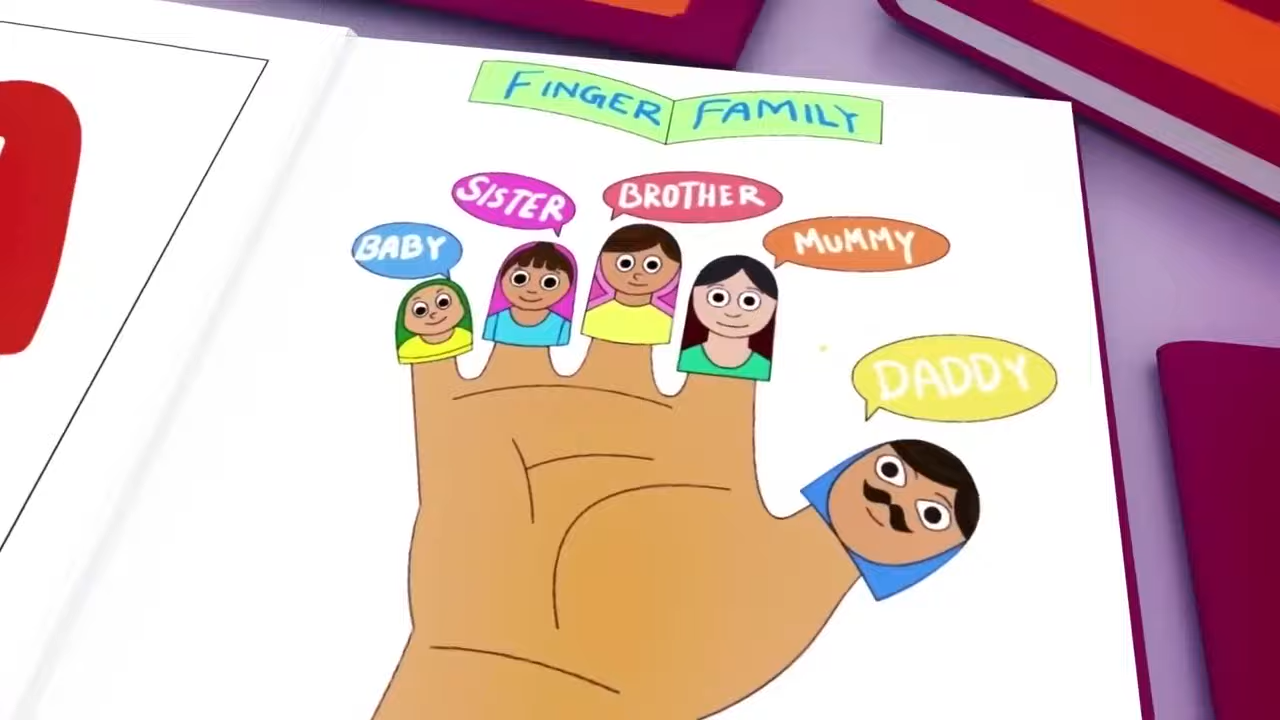 FINGER FAMILY
SISTER
BROTHER
BABY
MUMMY
DADDY